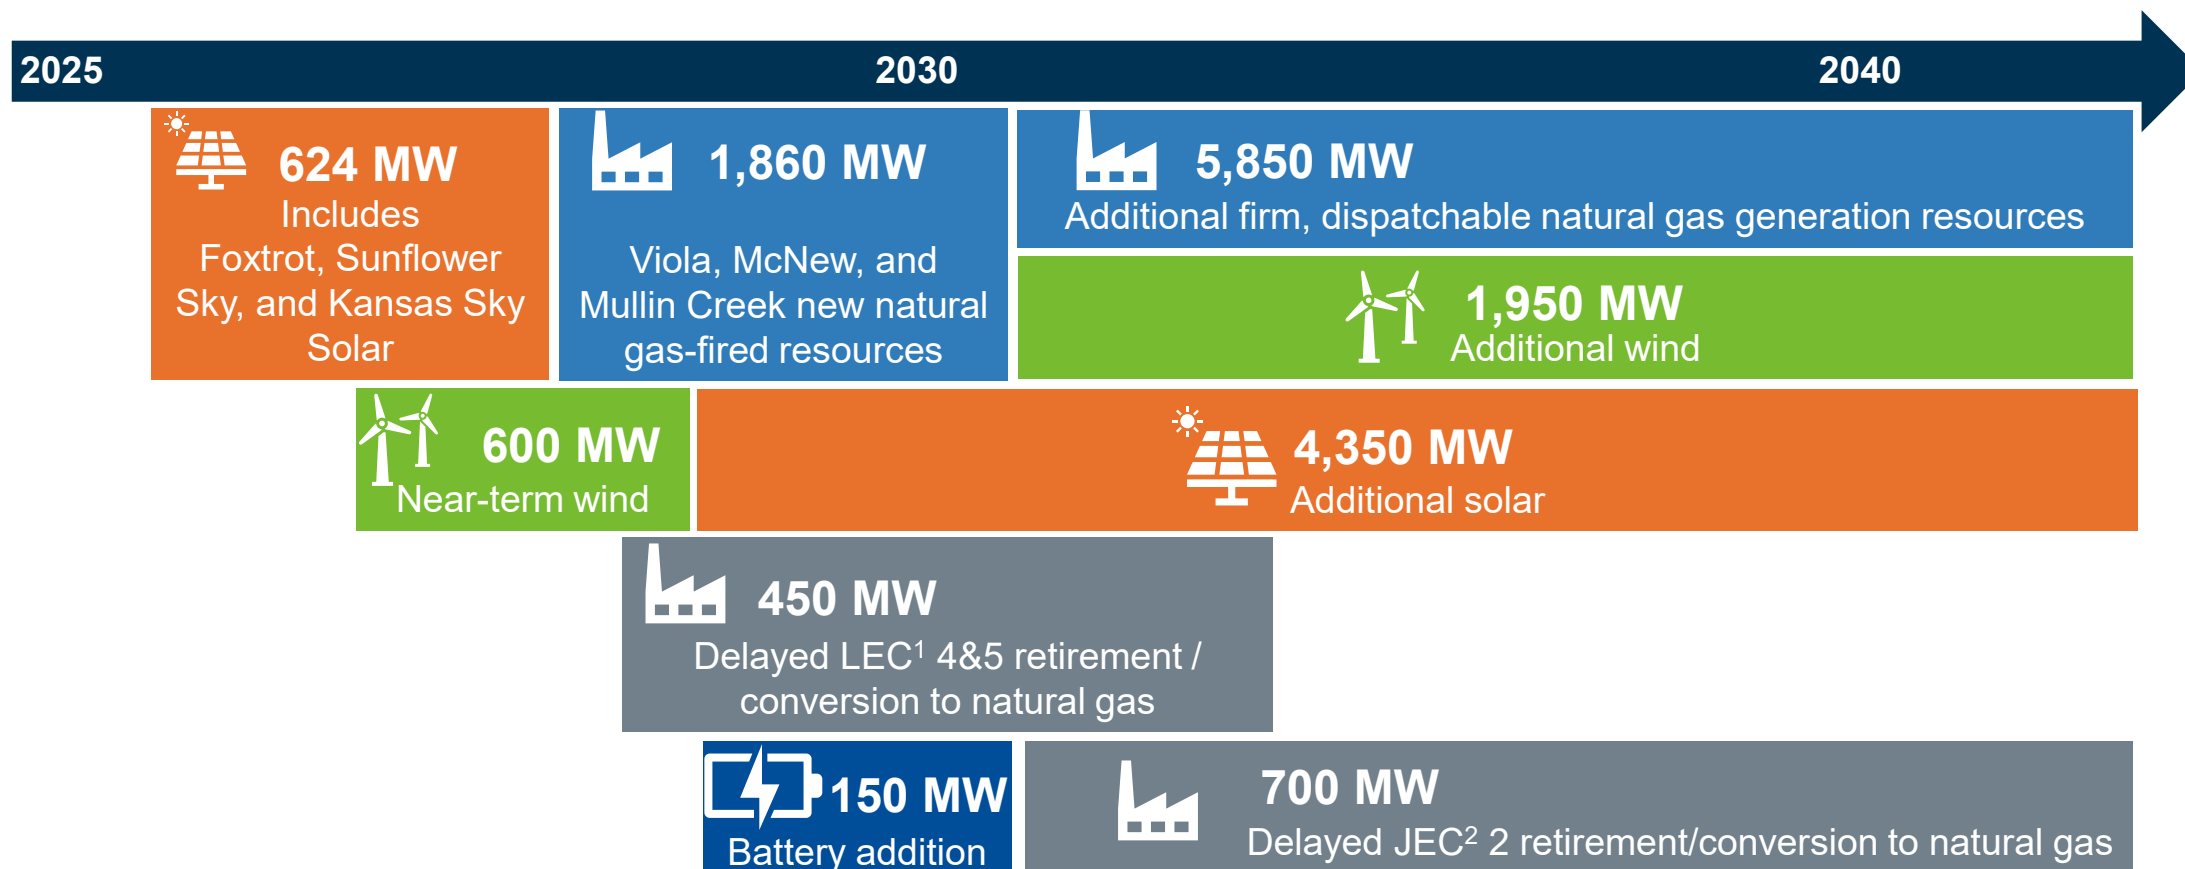 2025 2030 2040
624 MW
Includes
Foxtrot, Sunflower
Sky, and Kansas Sky
Solar
1,860 MW
Viola, McNew, and
Mullin Creek new natural
gas-fired resources
5,850 MW
Additional firm, dispatchable natural gas generation resources
1,950 MW
Additional wind
600 MW
Near-term wind
4,350 MW
Additional solar
450 MW
Delayed LEC¹ 4&5 retirement /
conversion to natural gas
150 MW
Battery addition
700 MW
Delayed JEC² 2 retirement/conversion to natural gas